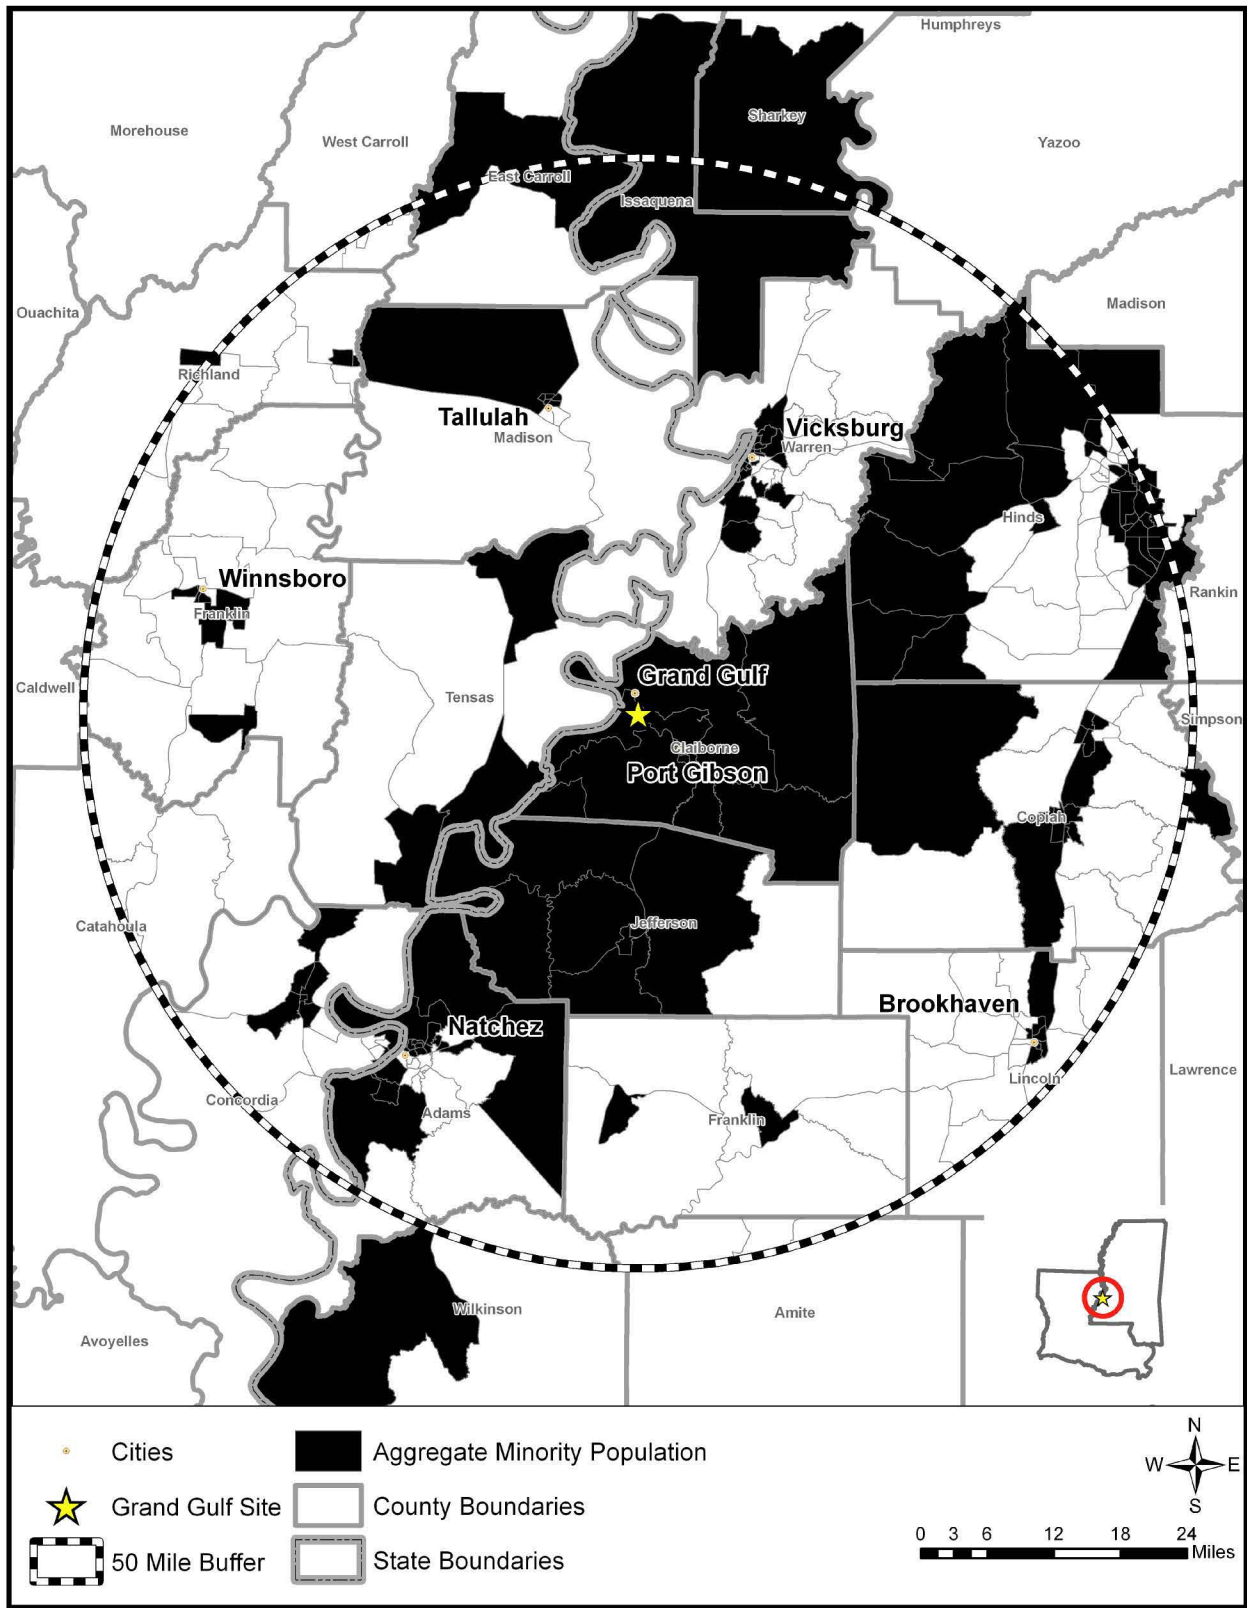 Humphreys
Sharkey
Morehouse
West Carroll
Yazoo
East Carroll
Issaquena
Ouachita
Madison
Richland
Tallulah
Madison
Vicksburg
Warren
Hinds
Winnsboro
Franklin
Rankin
Caldwell
Tensas
Grand Gulf
Simpson
Claiborne
Port Gibson
Copiah
Catahoula
Jefferson
Brookhaven
Natchez
Lincoln
Lawrence
Concordia
Adams
Franklin
Wilkinson
Amite
Avoyelles
Cities
Aggregate Minority Population
Grand Gulf Site
County Boundaries
50 Mile Buffer
State Boundaries
N
W E
S
0 3 6 12 18 24
Miles